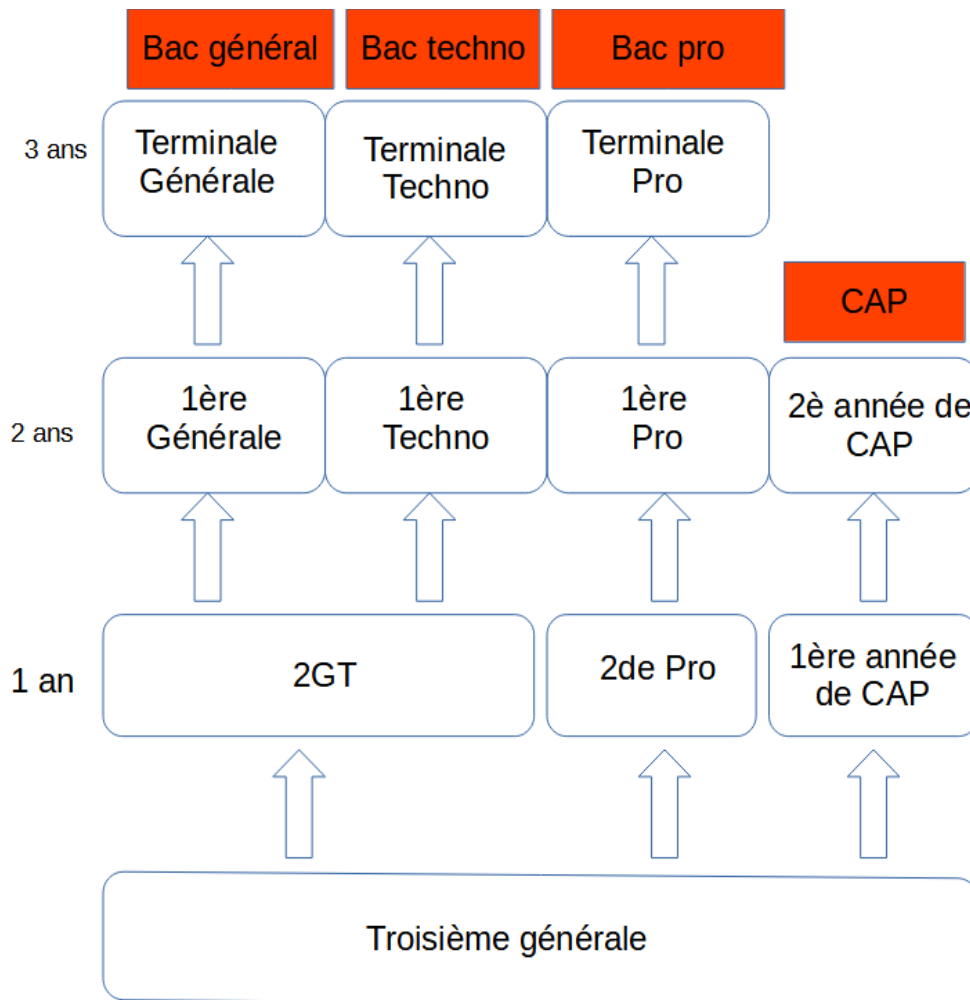 Bac général
Bac techno
Bac pro
3 ans
Terminale
Générale
Terminale
Techno
Terminale
Pro
CAP
2 ans
1ère
Générale
1ère
Techno
1ère
Pro
2è année de
CAP
1 an
2GT
2de Pro
1ère année
de CAP
Troisième générale